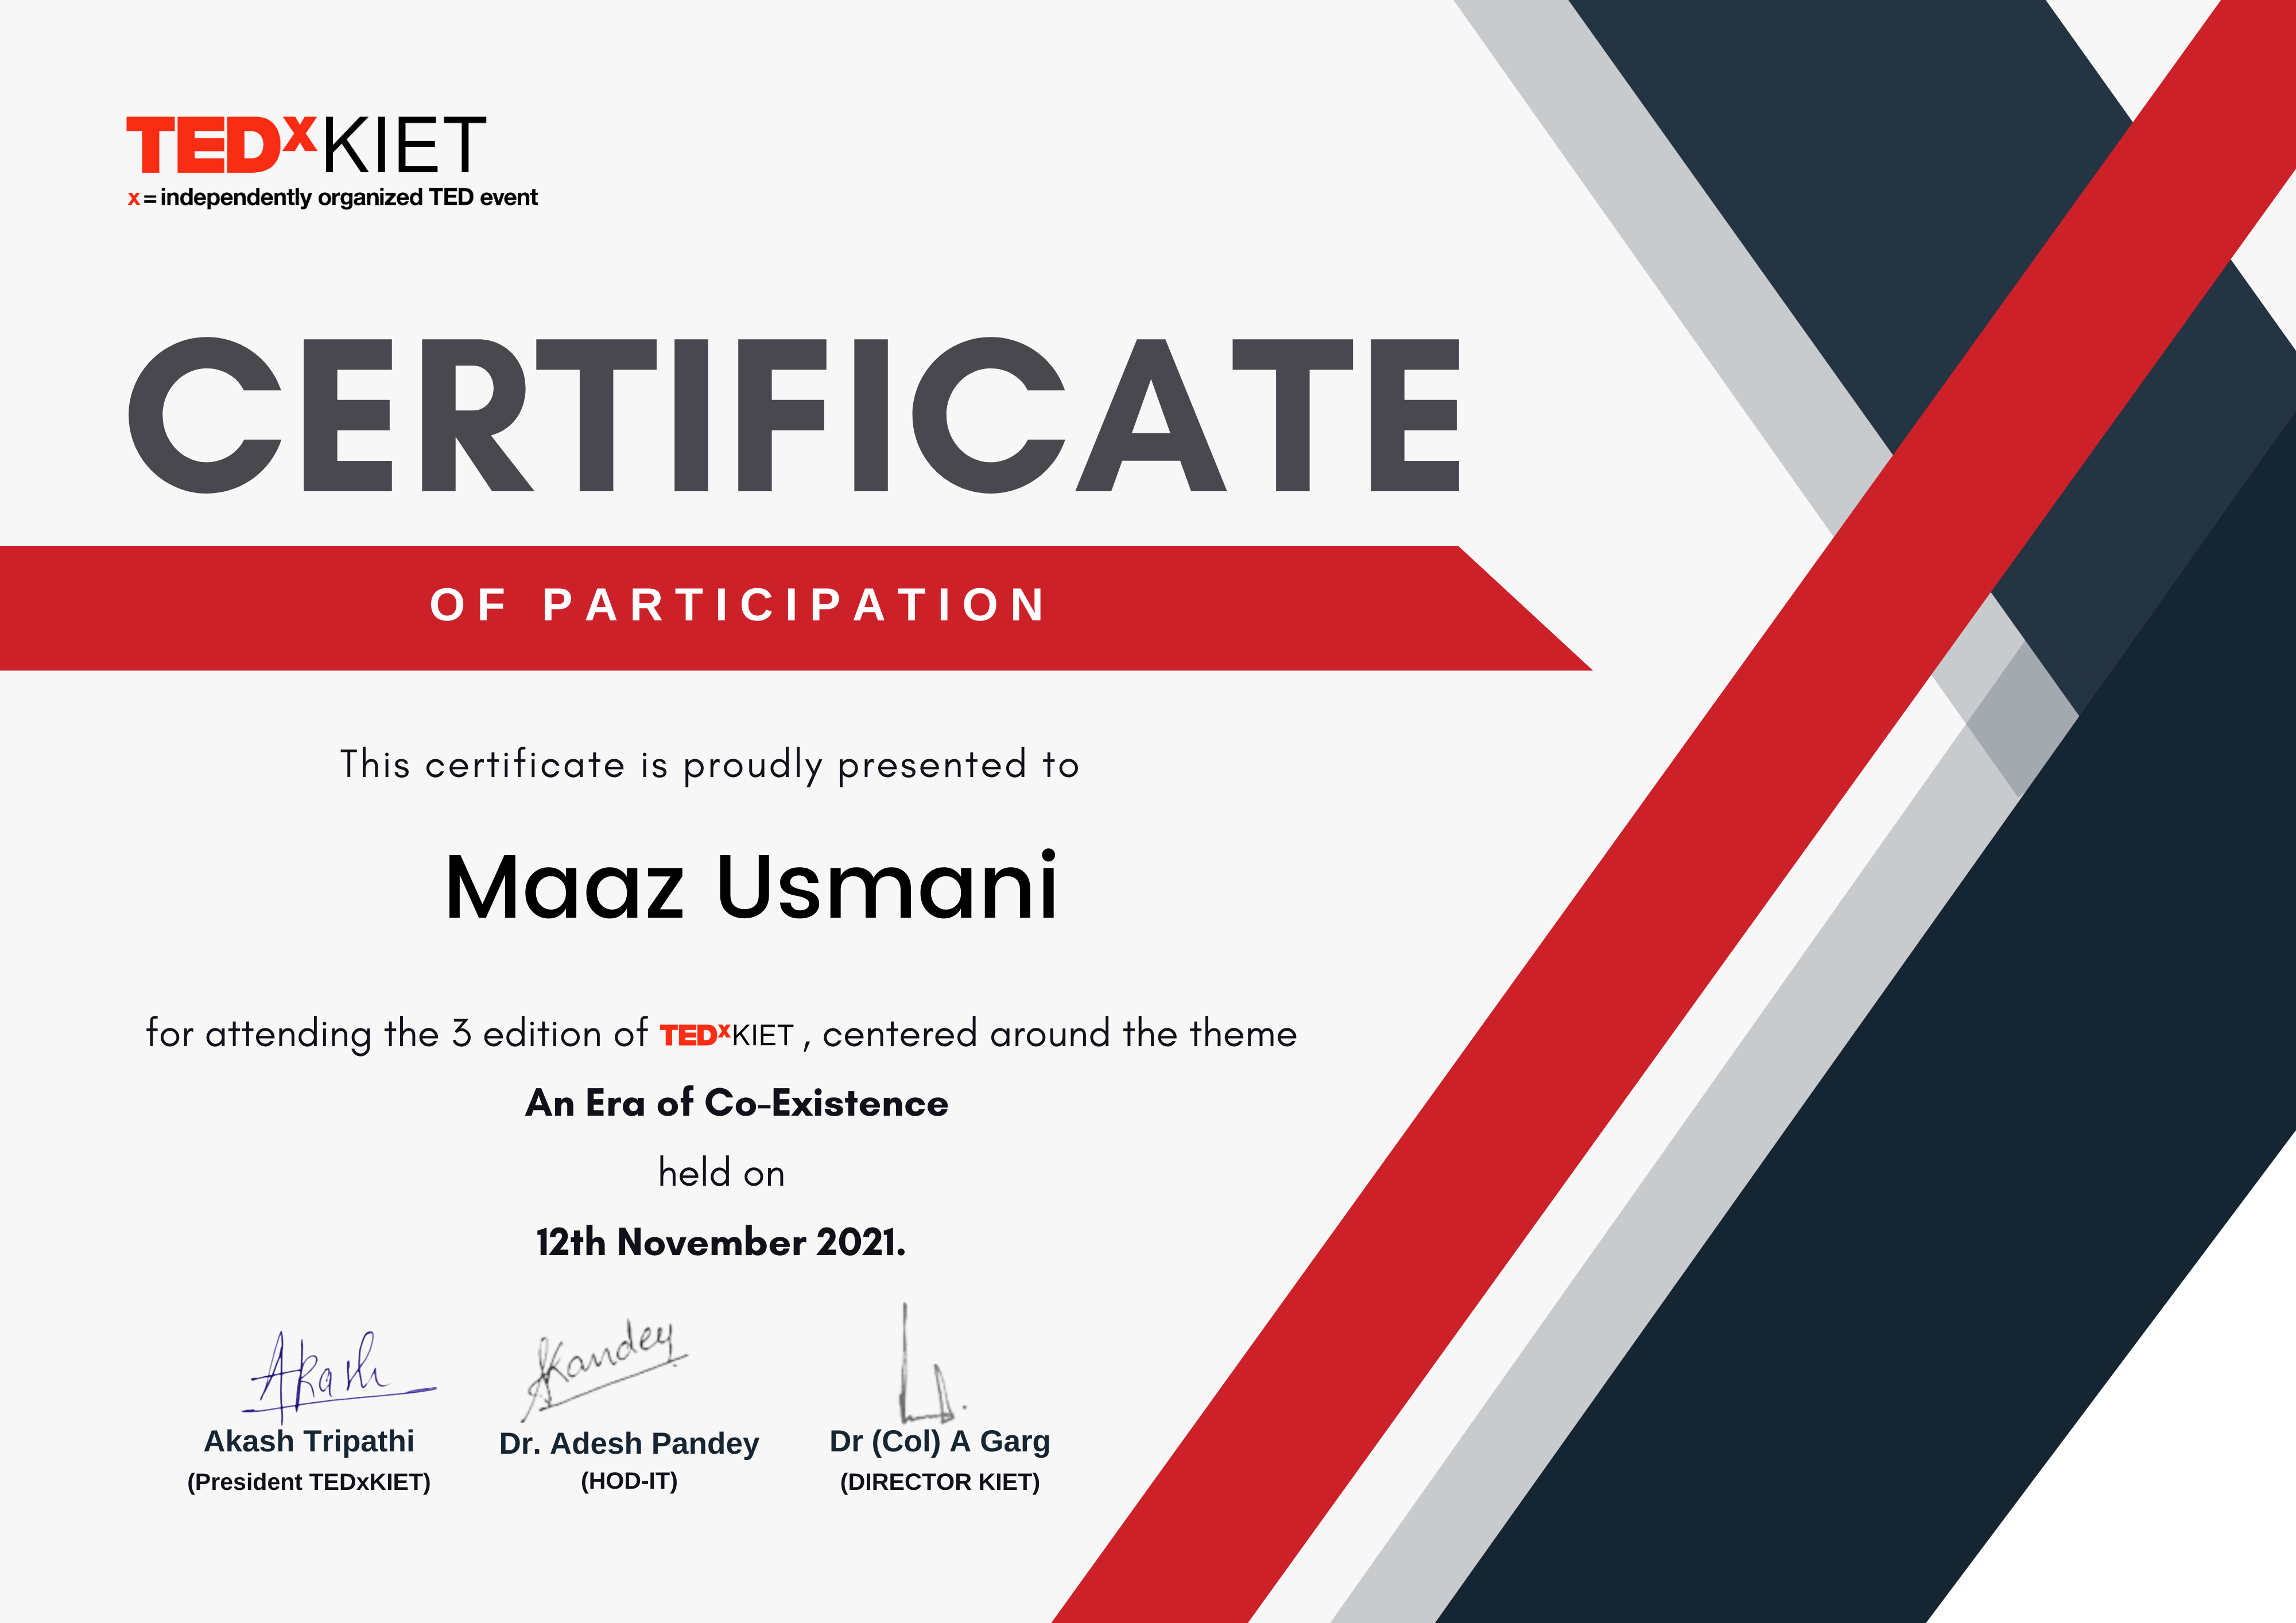 TEDxKIET
x = independently organized TED event
CERTIFICATE
OF PARTICIPATION
This certificate is proudly presented to
Maaz Usmani
for attending the 3 edition of TEDxKIET , centered around the theme
An Era of Co-Existence
held on
12th November 2021.
Akash
Akash Tripathi
(President TEDxKIET)
Dr. Adesh Pandey
(HOD-IT)
Dr (Col) A Garg
(DIRECTOR KIET)